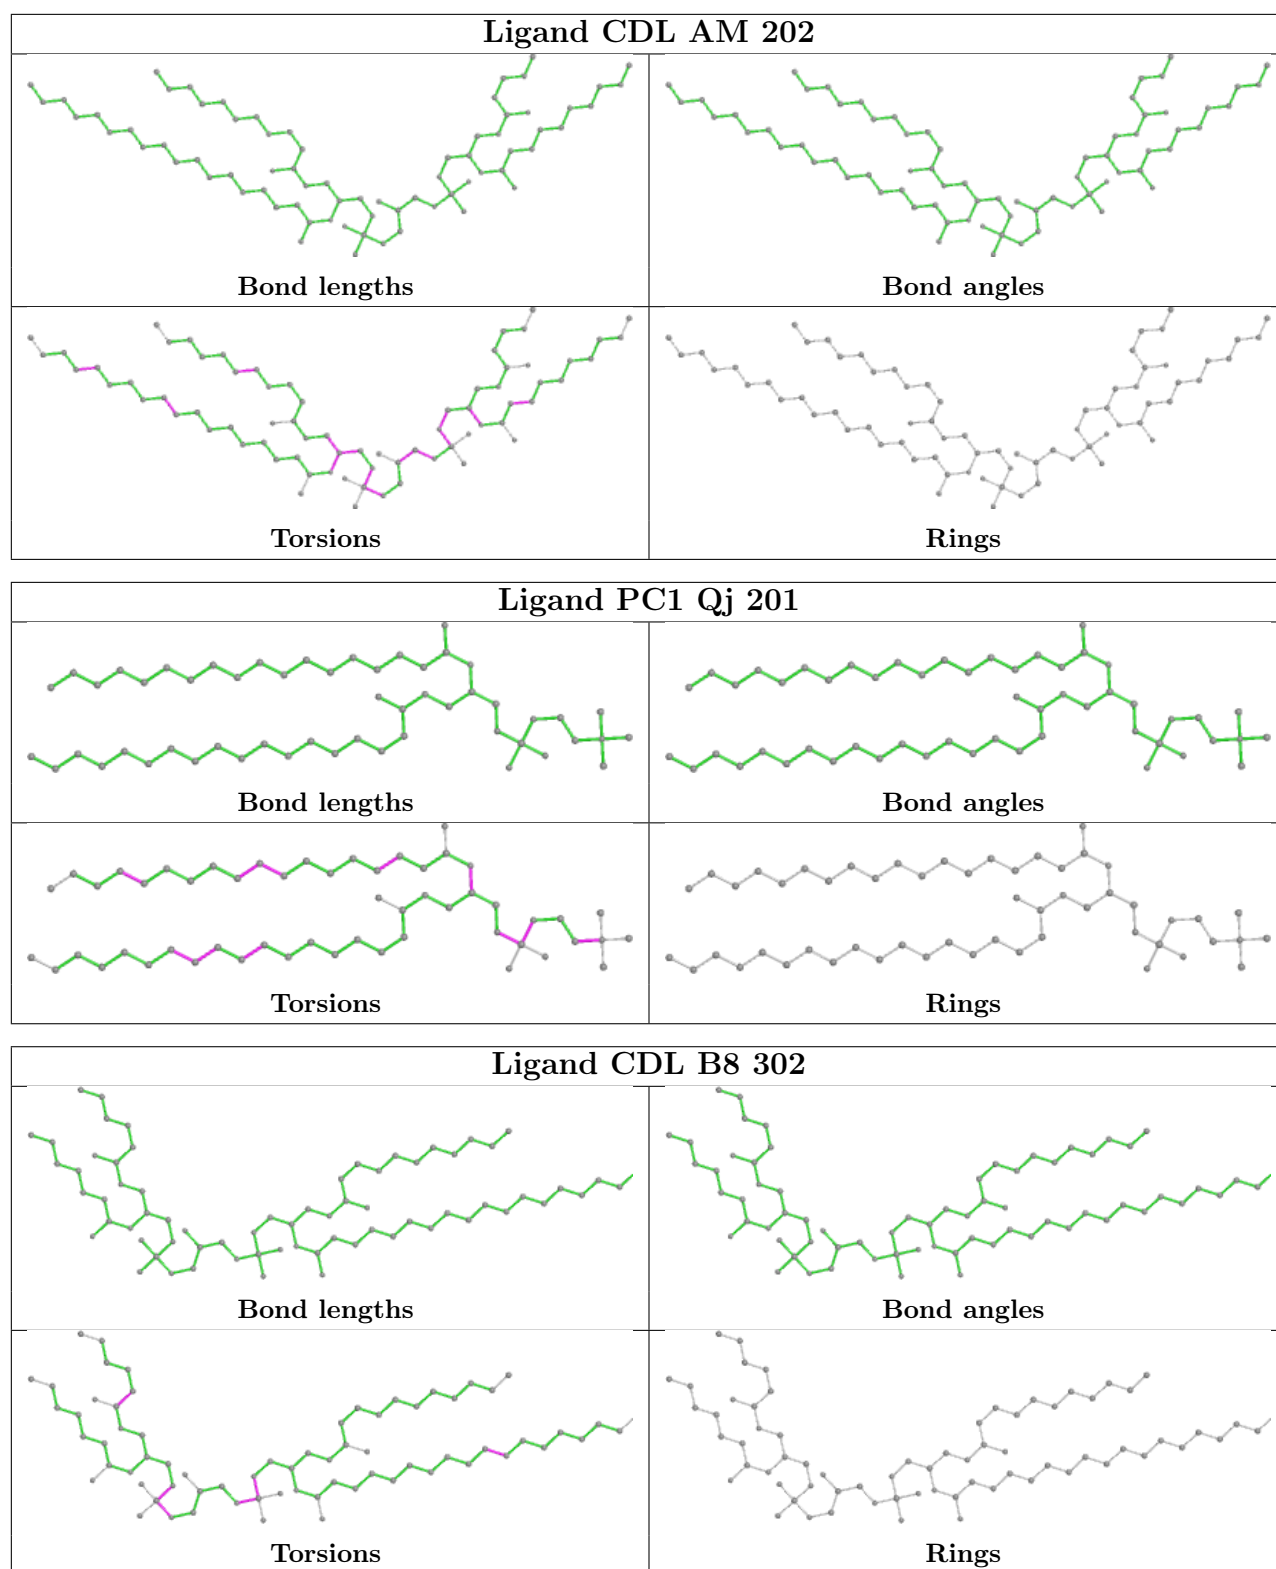 Ligand CDL AM 202
Bond lengths
Bond angles
Torsions
Rings
Ligand PC1 Qj 201
Bond lengths
Bond angles
Torsions
Rings
Ligand CDL B8 302
Bond lengths
Bond angles
Torsions
Rings